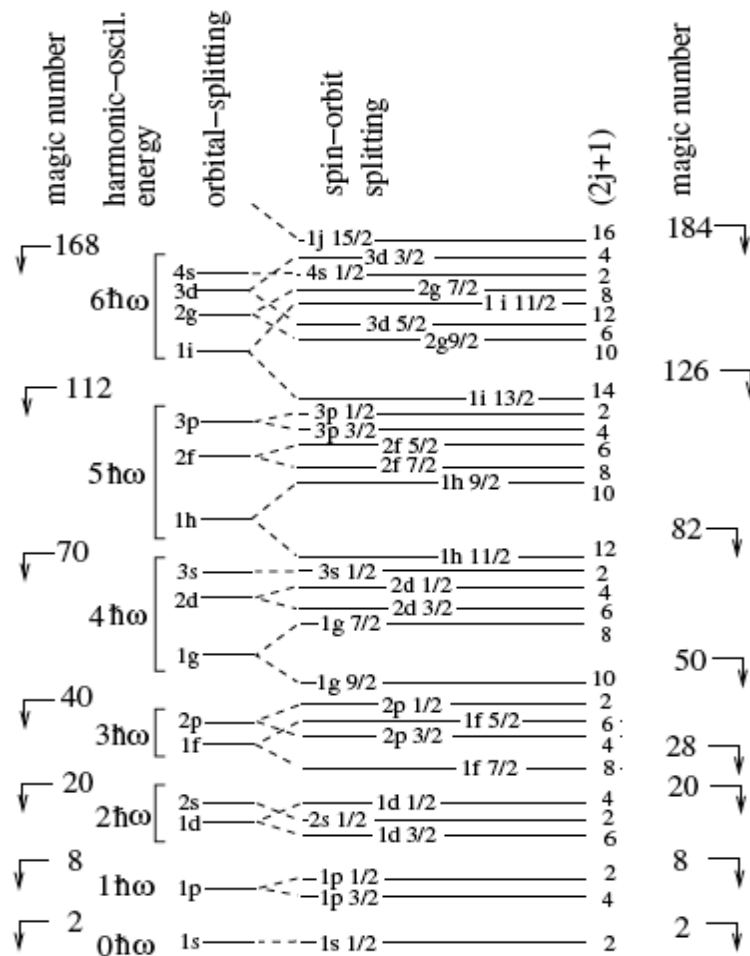 magic number
harmonic-oscil.
energy
orbital-splitting
spin-orbit
splitting
(2j+1)
magic number
1j 15/2 16 184
168 3d 3/2 4
4s 4s 1/2 2
3d 2g 7/2 8
6ħω 1 i 11/2 12
2g 3d 5/2 6
1i 2g9/2 10
112 1i 13/2 14 126
3p 3p 1/2 2
3p 3/2 4
2f 2f 5/2 6
5ħω 2f 7/2 8
1h 9/2 10
1h
70 1h 11/2 12 82
3s 3s 1/2 2
2d 2d 1/2 4
4ħω 2d 3/2 6
1g 7/2 8
1g 50
1g 9/2 10
40 2p 1/2 2
2p 1f 5/2 6
3ħω 1f 2p 3/2 4 28
1f 7/2 8
20 20
2s 1d 1/2 4
2ħω 1d 2s 1/2 2
1d 3/2 6
8 8
1p 1/2 2
1ħω 1p 1p 3/2 4
2 2
0ħω 1s 1s 1/2 2